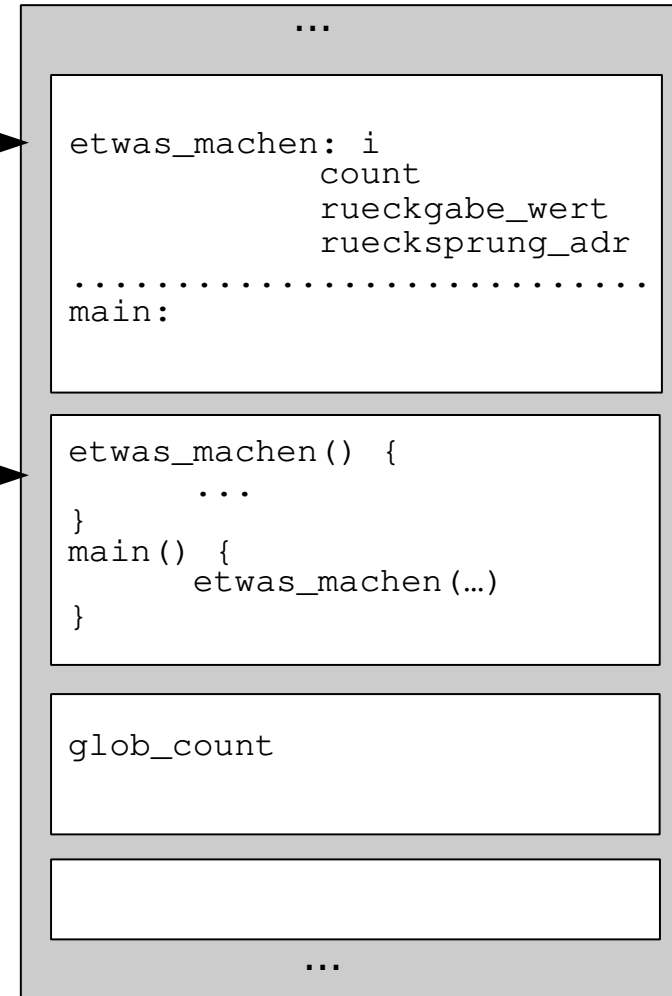 ...
etwas_machen: i
count
rueckgabe_wert
ruecksprung_adr
............................
main:
etwas_machen() {
...
}
main() {
etwas_machen(…)
}
glob_count
...